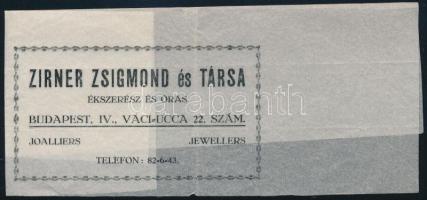 ZIRNER ZSIGMOND és TÁRSA
ÉKSZERÉSZ ÉS ÓRÁS
BUDAPEST, IV., VÁCI-UCCA 22. SZÁM.
JOALLIERS JEWELLERS
TELEFON: 82-6-43.
darabanth